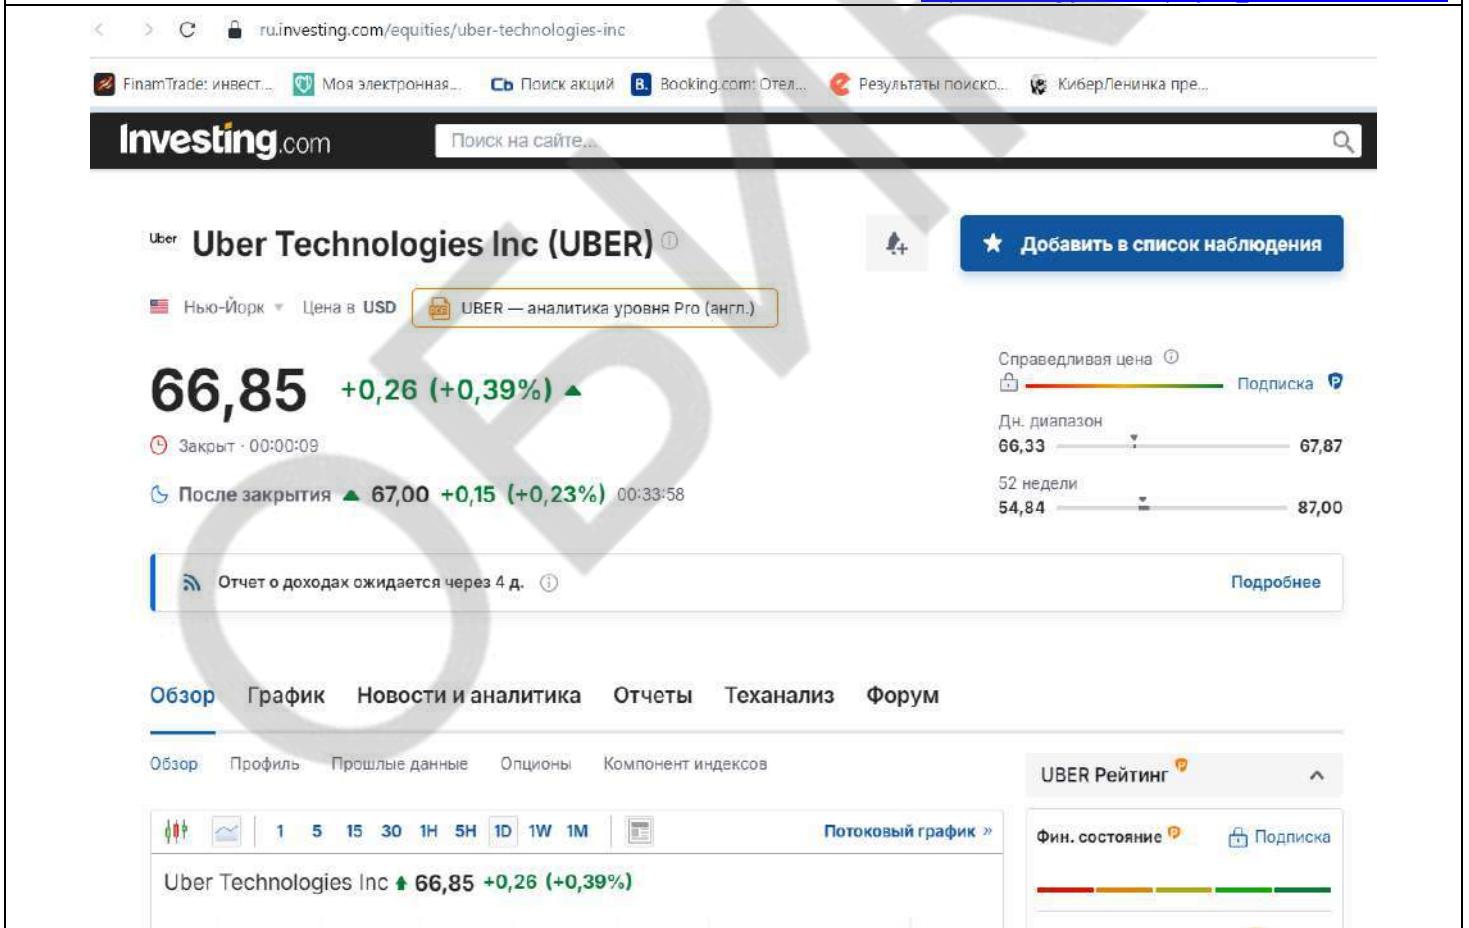 ru.investing.com/equities/uber-technologies-inc
FinamTrade: инвест... Моя электронная... Сь Поиск акций B. Booking.com: Отел... Результаты поиско... КиберЛенинка пре...
Investing.com Поиск на сайте...
Uber Uber Technologies Inc (UBER)
Добавить в список наблюдения
Нью-Йорк Цена в USD UBER — аналитика уровня Pro (англ.)
Справедливая цена
66,85 +0,26 (+0,39%)
Подписка
Дн. диапазон
Закрыт · 00:00:09
66,33 67,87
52 недели
После закрытия 67,00 +0,15 (+0,23%) 00:33:58
54,84 87,00
Отчет о доходах ожидается через 4 д. Подробнее
Обзор График Новости и аналитика Отчеты Теханализ Форум
Обзор Профиль Прошлые данные Опционы Компонент индексов
UBER Рейтинг
1 5 15 30 1H 5H 1D 1W 1M Потоковый график »
Фин. состояние Подписка
Uber Technologies Inc 66,85 +0,26 (+0,39%)